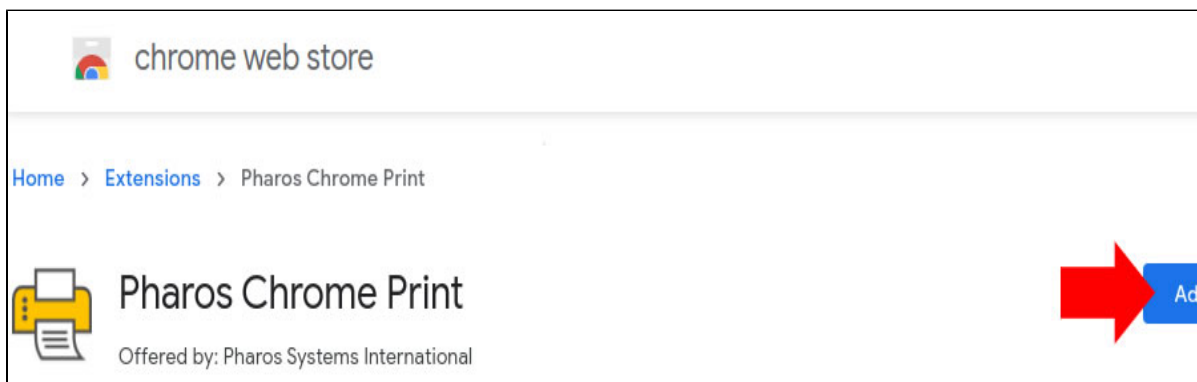 chrome web store
Home > Extensions > Pharos Chrome Print
Pharos Chrome Print
Offered by: Pharos Systems International